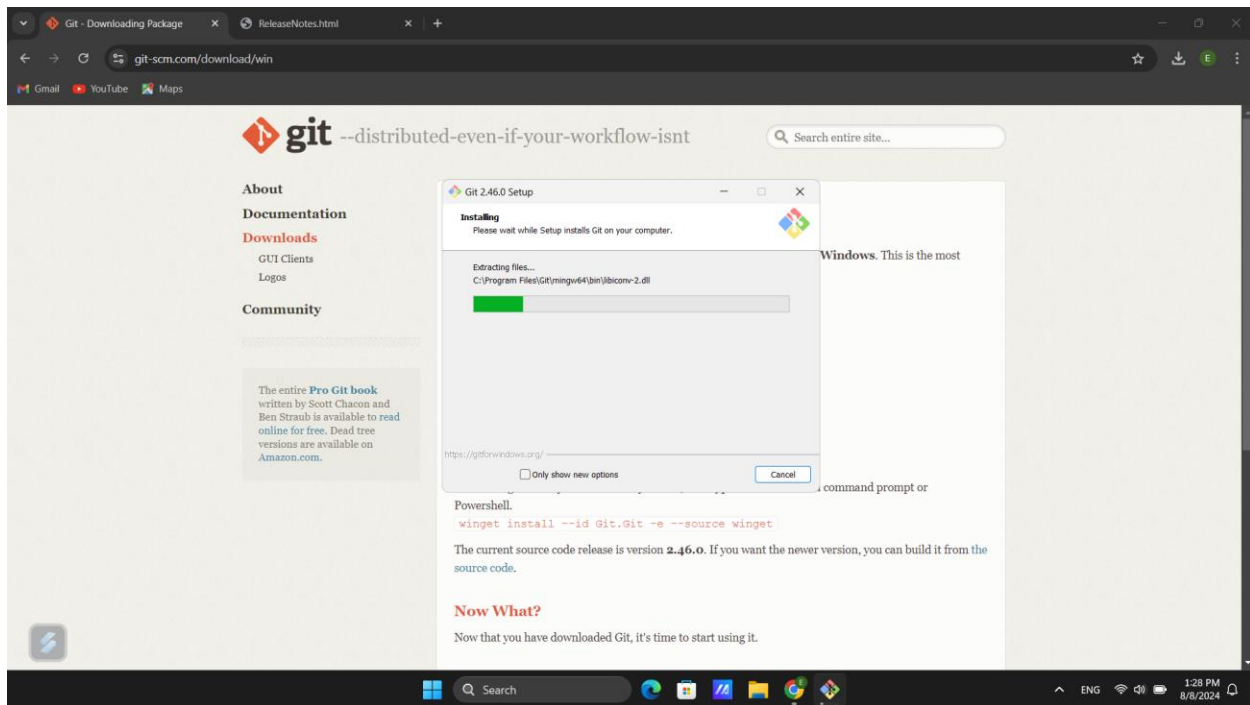 Git - Downloading Package
ReleaseNotes.html
git-scm.com/download/win
E
Gmail
YouTube
Maps
git --distributed-even-if-your-workflow-isnt
Search entire site...
About
Documentation
Downloads
GUI Clients
Logos
Community
The entire Pro Git book
written by Scott Chacon and
Ben Straub is available to read
online for free. Dead tree
versions are available on
Amazon.com.
Git 2.46.0 Setup
Installing
Please wait while Setup installs Git on your computer.
Extracting files...
C:\Program Files\Git\mingw64\bin\libiconv-2.dll
https://gitforwindows.org/
Only show new options
Cancel
Windows. This is the most
command prompt or
Powershell.
winget install --id Git.Git -e --source winget
The current source code release is version 2.46.0. If you want the newer version, you can build it from the
source code.
Now What?
Now that you have downloaded Git, it's time to start using it.
Search
ENG
1:28 PM
8/8/2024